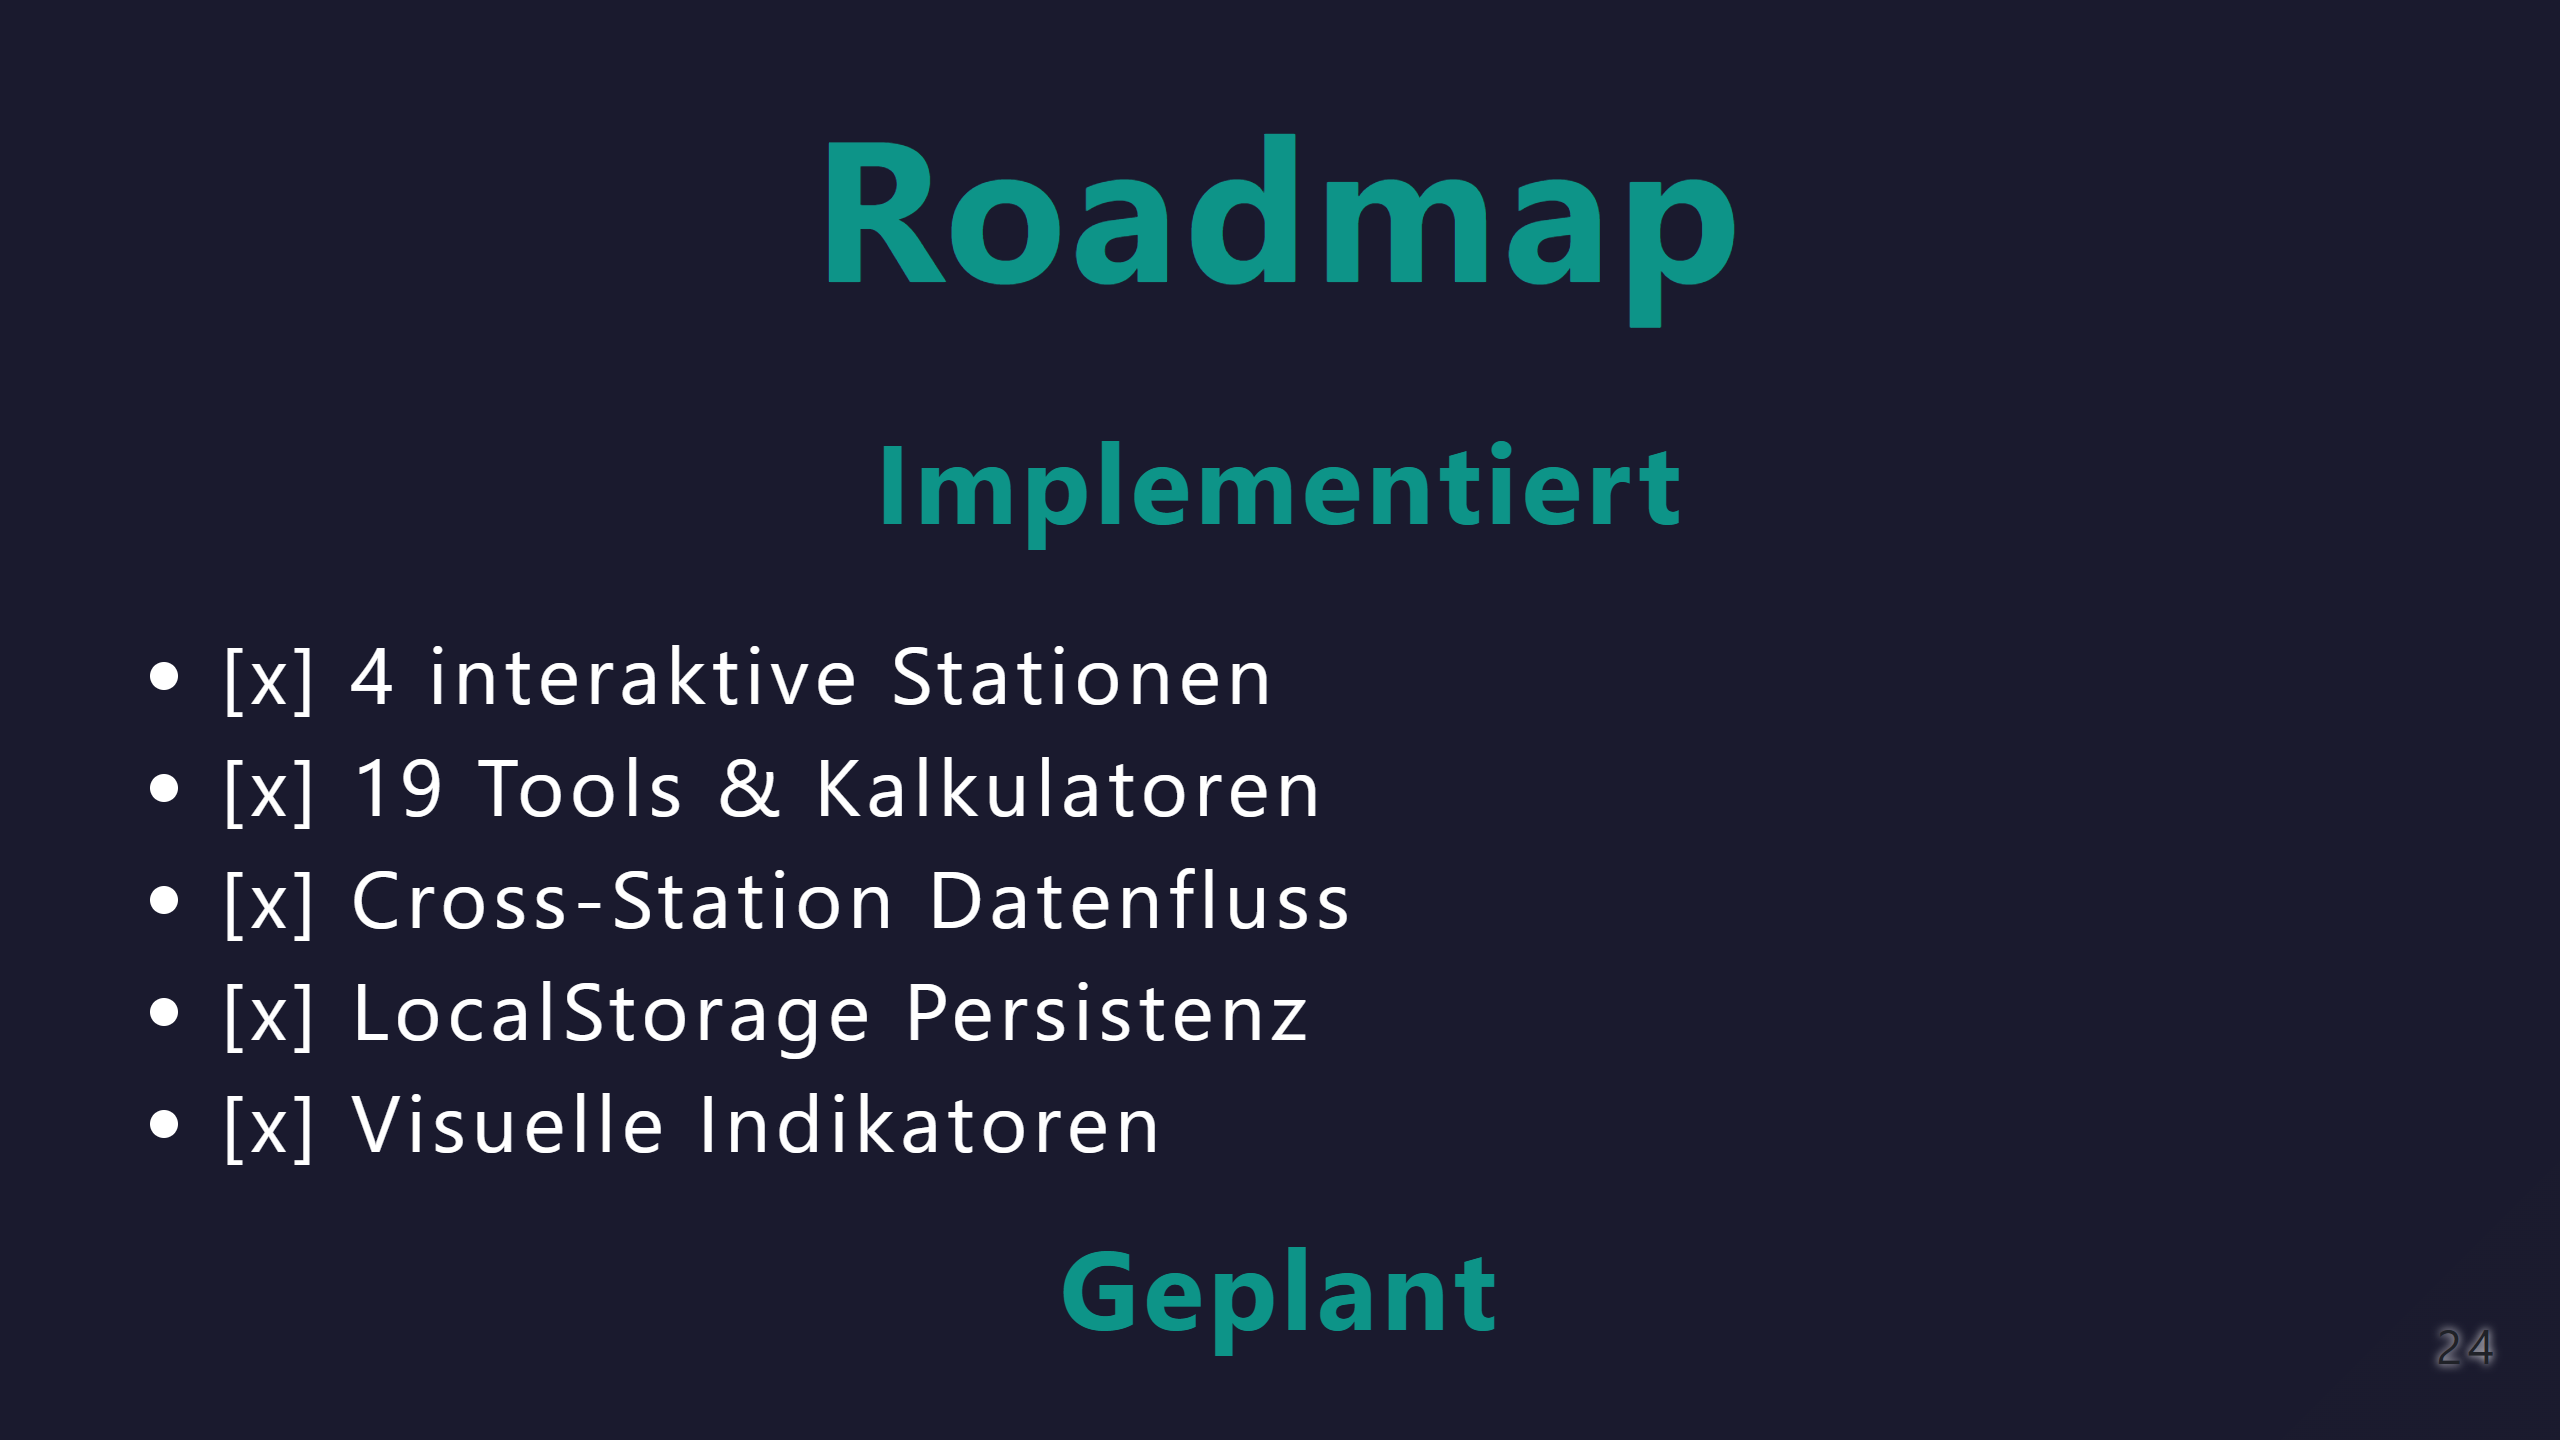 Roadmap
Implementiert
• [x] 4 interaktive Stationen
• [x] 19 Tools & Kalkulatoren
• [x] Cross-Station Datenfluss
• [x] LocalStorage Persistenz
• [x] Visuelle Indikatoren
Geplant
24